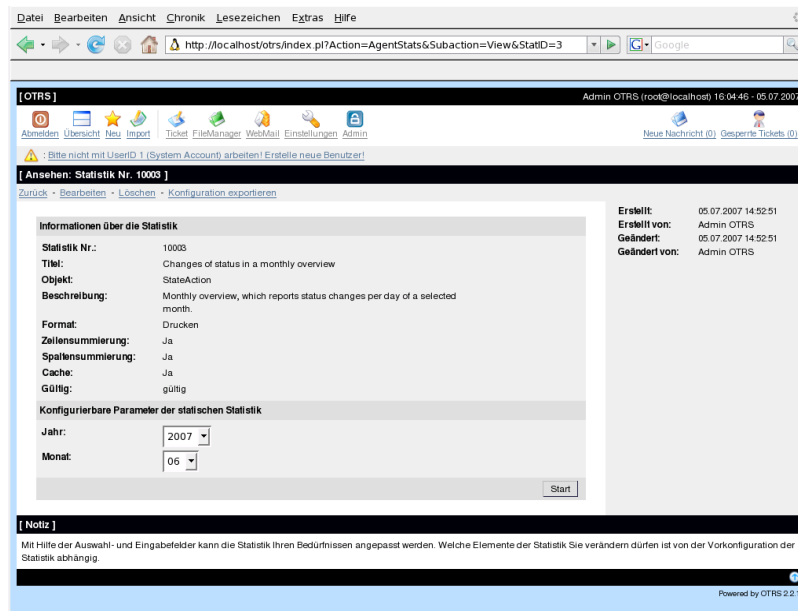 Datei Bearbeiten Ansicht Chronik Lesezeichen Extras Hilfe
http://localhost/otrs/index.pl?Action=AgentStats&Subaction=View&StatID=3
Google
[ OTRS ]
Admin OTRS (root@localhost) 16:04:46 - 05.07.2007
Abmelden Übersicht Neu Import Ticket FileManager WebMail Einstellungen Admin
Neue Nachricht (0) Gesperrte Tickets (0)
: Bitte nicht mit UserID 1 (System Account) arbeiten! Erstelle neue Benutzer!
[ Ansehen: Statistik Nr. 10003 ]
Zurück - Bearbeiten - Löschen - Konfiguration exportieren
Informationen über die Statistik
Statistik Nr.: 10003
Titel: Changes of status in a monthly overview
Objekt: StateAction
Beschreibung: Monthly overview, which reports status changes per day of a selected
month.
Format: Drucken
Zeilensummierung: Ja
Spaltensummierung: Ja
Cache: Ja
Gültig: gültig
Konfigurierbare Parameter der statischen Statistik
Jahr: 2007
Monat: 06
Start
Erstellt: 05.07.2007 14:52:51
Erstellt von: Admin OTRS
Geändert: 05.07.2007 14:52:51
Geändert von: Admin OTRS
[ Notiz ]
Mit Hilfe der Auswahl- und Eingabefelder kann die Statistik Ihren Bedürfnissen angepasst werden. Welche Elemente der Statistik Sie verändern dürfen ist von der Vorkonfiguration der
Statistik abhängig.
Powered by OTRS 2.2.